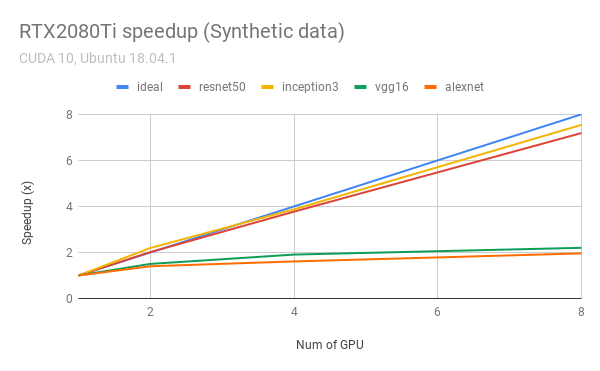 RTX2080Ti speedup (Synthetic data)
CUDA 10, Ubuntu 18.04.1
ideal resnet50 inception3 vgg16 alexnet
8
6
4
2
0
Speedup (x)
2 4 6 8
Num of GPU